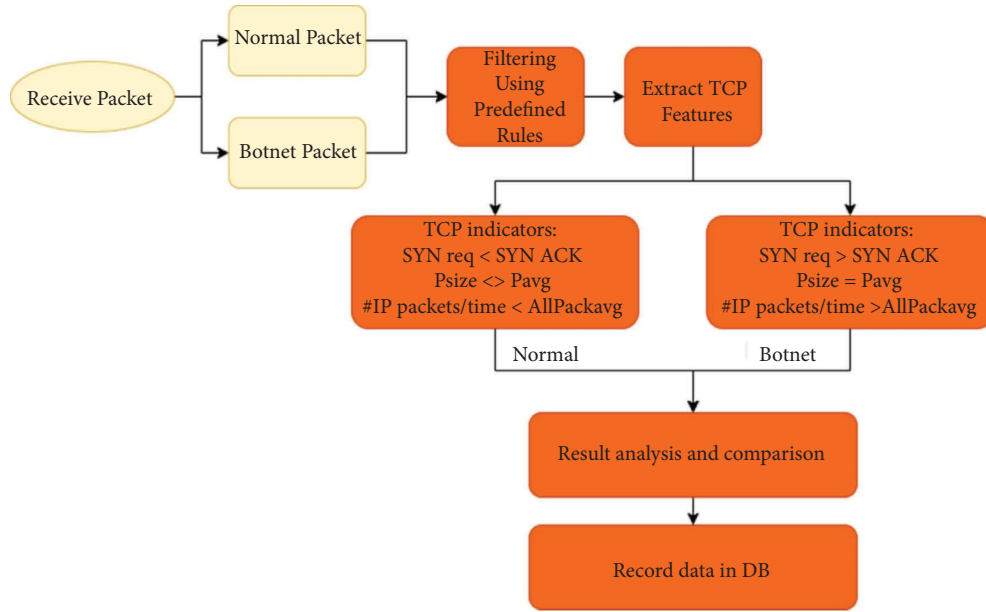 Receive Packet
Normal Packet
Botnet Packet
Filtering
Using
Predefined
Rules
Extract TCP
Features
TCP indicators:
SYN req < SYN ACK
Psize <> Pavg
#IP packets/time < AllPackavg
TCP indicators:
SYN req > SYN ACK
Psize = Pavg
#IP packets/time >AllPackavg
Normal
Botnet
Result analysis and comparison
Record data in DB